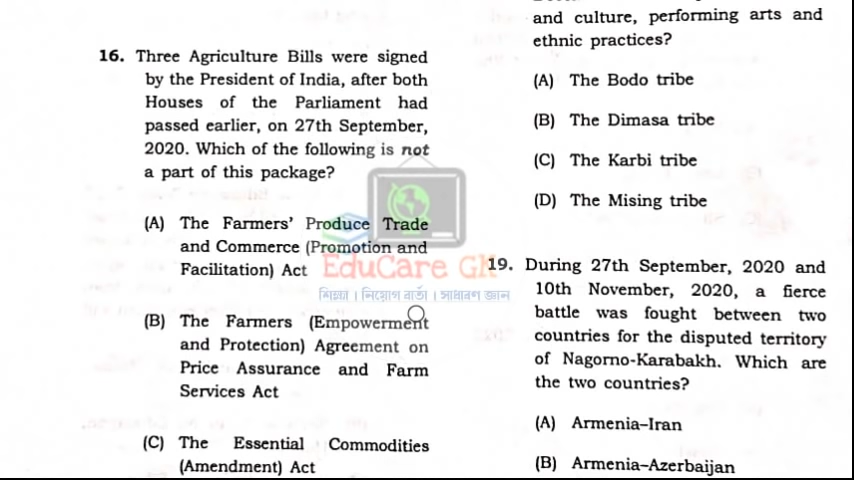 16. Three Agriculture Bills were signed
by the President of India, after both
Houses of the Parliament had
passed earlier, on 27th September,
2020. Which of the following is not
a part of this package?
(A) The Farmers' Produce Trade
and Commerce (Promotion and
Facilitation) Act
(B) The Farmers (Empowerment
and Protection) Agreement on
Price Assurance and Farm
Services Act
(C) The Essential Commodities
(Amendment) Act
EduCare GK
শিক্ষা । নিয়োগ বার্তা । সাধারণ জ্ঞান
and culture, performing arts and
ethnic practices?
(A) The Bodo tribe
(B) The Dimasa tribe
(C) The Karbi tribe
(D) The Mising tribe
19. During 27th September, 2020 and
10th November, 2020, a fierce
battle was fought between two
countries for the disputed territory
of Nagorno-Karabakh. Which are
the two countries?
(A) Armenia–Iran
(B) Armenia–Azerbaijan